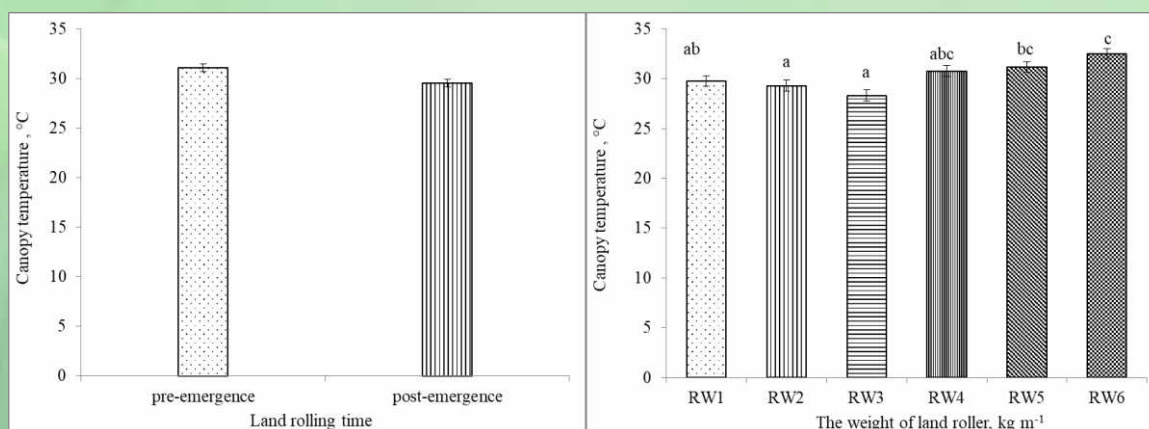 35
30
25
20
15
10
5
0
Canopy temperature , °C
pre-emergence
post-emergence
Land rolling time
35
30
25
20
15
10
5
0
Canopy temperature , °C
ab
a
a
abc
bc
c
RW1
RW2
RW3
RW4
RW5
RW6
The weight of land roller, kg m⁻¹